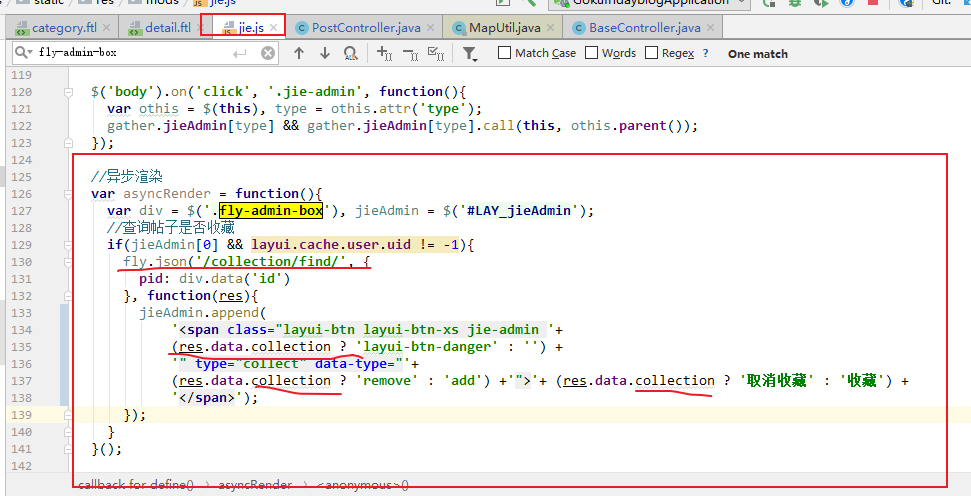 static > res > mods > jie.js
GokumdayblogApplication
Git:
category.ftl × detail.ftl × jie.js × PostController.java × MapUtil.java × BaseController.java ×
fly-admin-box Match Case Words Regex ? One match
119
120 $('body').on('click', '.jie-admin', function(){
121 var othis = $(this), type = othis.attr('type');
122 gather.jieAdmin[type] && gather.jieAdmin[type].call(this, othis.parent());
123 });
124
125 //异步渲染
126 var asyncRender = function(){
127 var div = $('.fly-admin-box'), jieAdmin = $('#LAY_jieAdmin');
128 //查询帖子是否收藏
129 if(jieAdmin[0] && layui.cache.user.uid != -1){
130 fly.json('/collection/find/', {
131 pid: div.data('id')
132 }, function(res){
133 jieAdmin.append(
134 '<span class="layui-btn layui-btn-xs jie-admin '+
135 (res.data.collection ? 'layui-btn-danger' : '') +
136 '" type="collect" data-type="'+
137 (res.data.collection ? 'remove' : 'add') +'">'+ (res.data.collection ? '取消收藏' : '收藏') +
138 '</span>');
139 });
140 }
141 }();
142
callback for define() > asyncRender > <anonymous>()